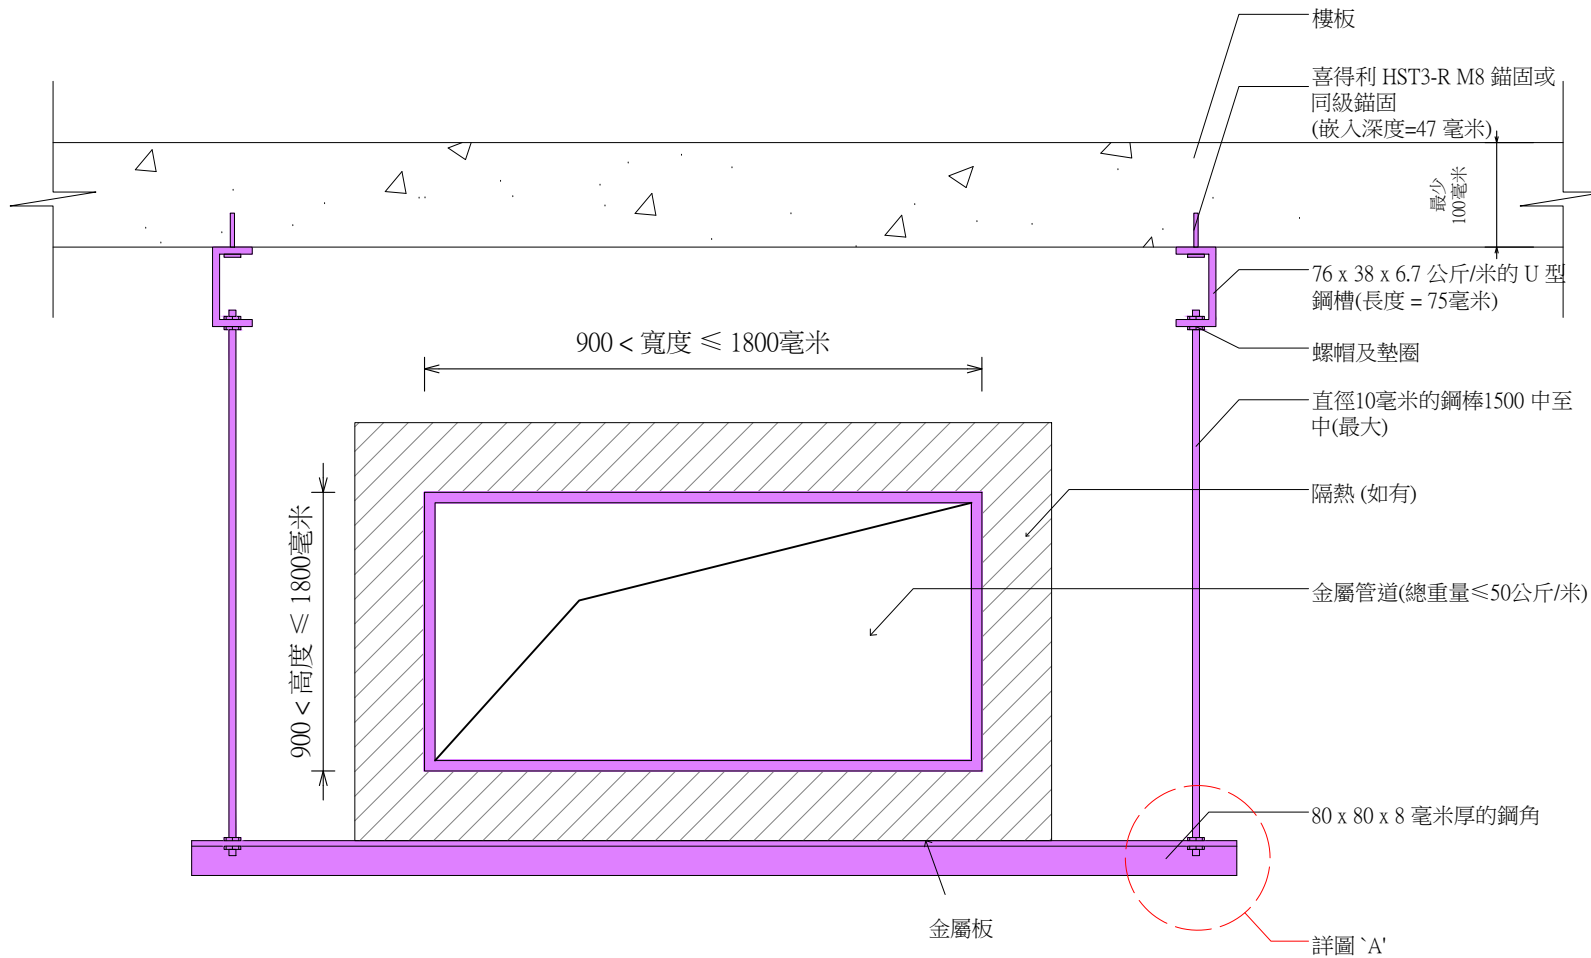 樓板
喜得利 HST3-R M8 錨固或
同級錨固
(嵌入深度=47 毫米)
最少
100毫米
76 x 38 x 6.7 公斤/米的 U 型
鋼槽(長度 = 75毫米)
900 < 寬度 ≤ 1800毫米
螺帽及墊圈
直徑10毫米的鋼棒1500 中至
中(最大)
隔熱 (如有)
900 < 高度 ≤ 1800毫米
金屬管道(總重量≤50公斤/米)
80 x 80 x 8 毫米厚的鋼角
金屬板
詳圖 `A'